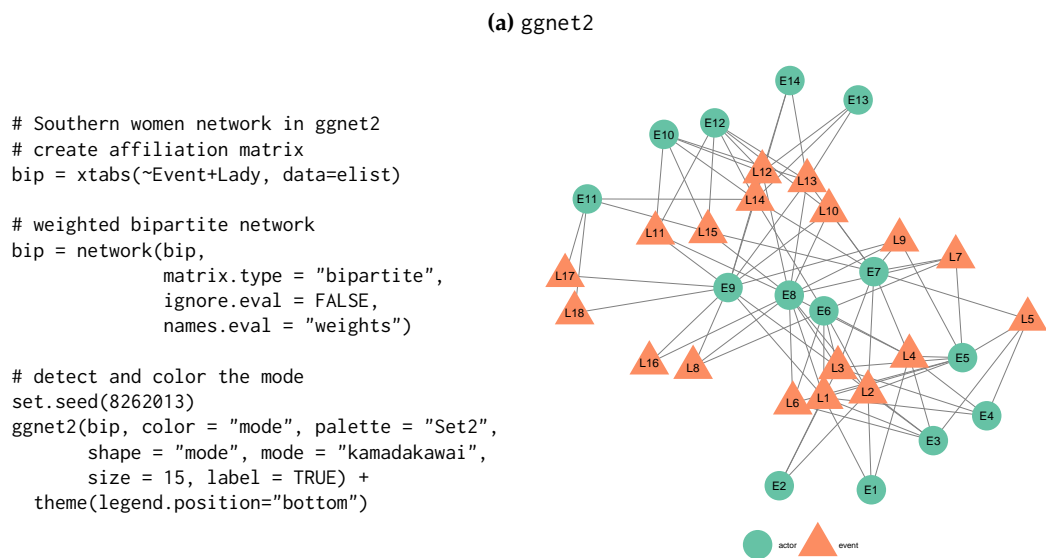 (a) ggnet2
# Southern women network in ggnet2
# create affiliation matrix
bip = xtabs(~Event+Lady, data=elist)
# weighted bipartite network
bip = network(bip,
matrix.type = "bipartite",
ignore.eval = FALSE,
names.eval = "weights")
# detect and color the mode
set.seed(8262013)
ggnet2(bip, color = "mode", palette = "Set2",
shape = "mode", mode = "kamadakawai",
size = 15, label = TRUE) +
theme(legend.position="bottom")
E14
E13
E12
E10
L12
L13
E11
L14
L10
L11
L15
L9
L7
E7
L17
E9
E8
E6
L18
L5
L16
L8
L3
L4
E5
L6
L1
L2
E4
E3
E2
E1
actor
event